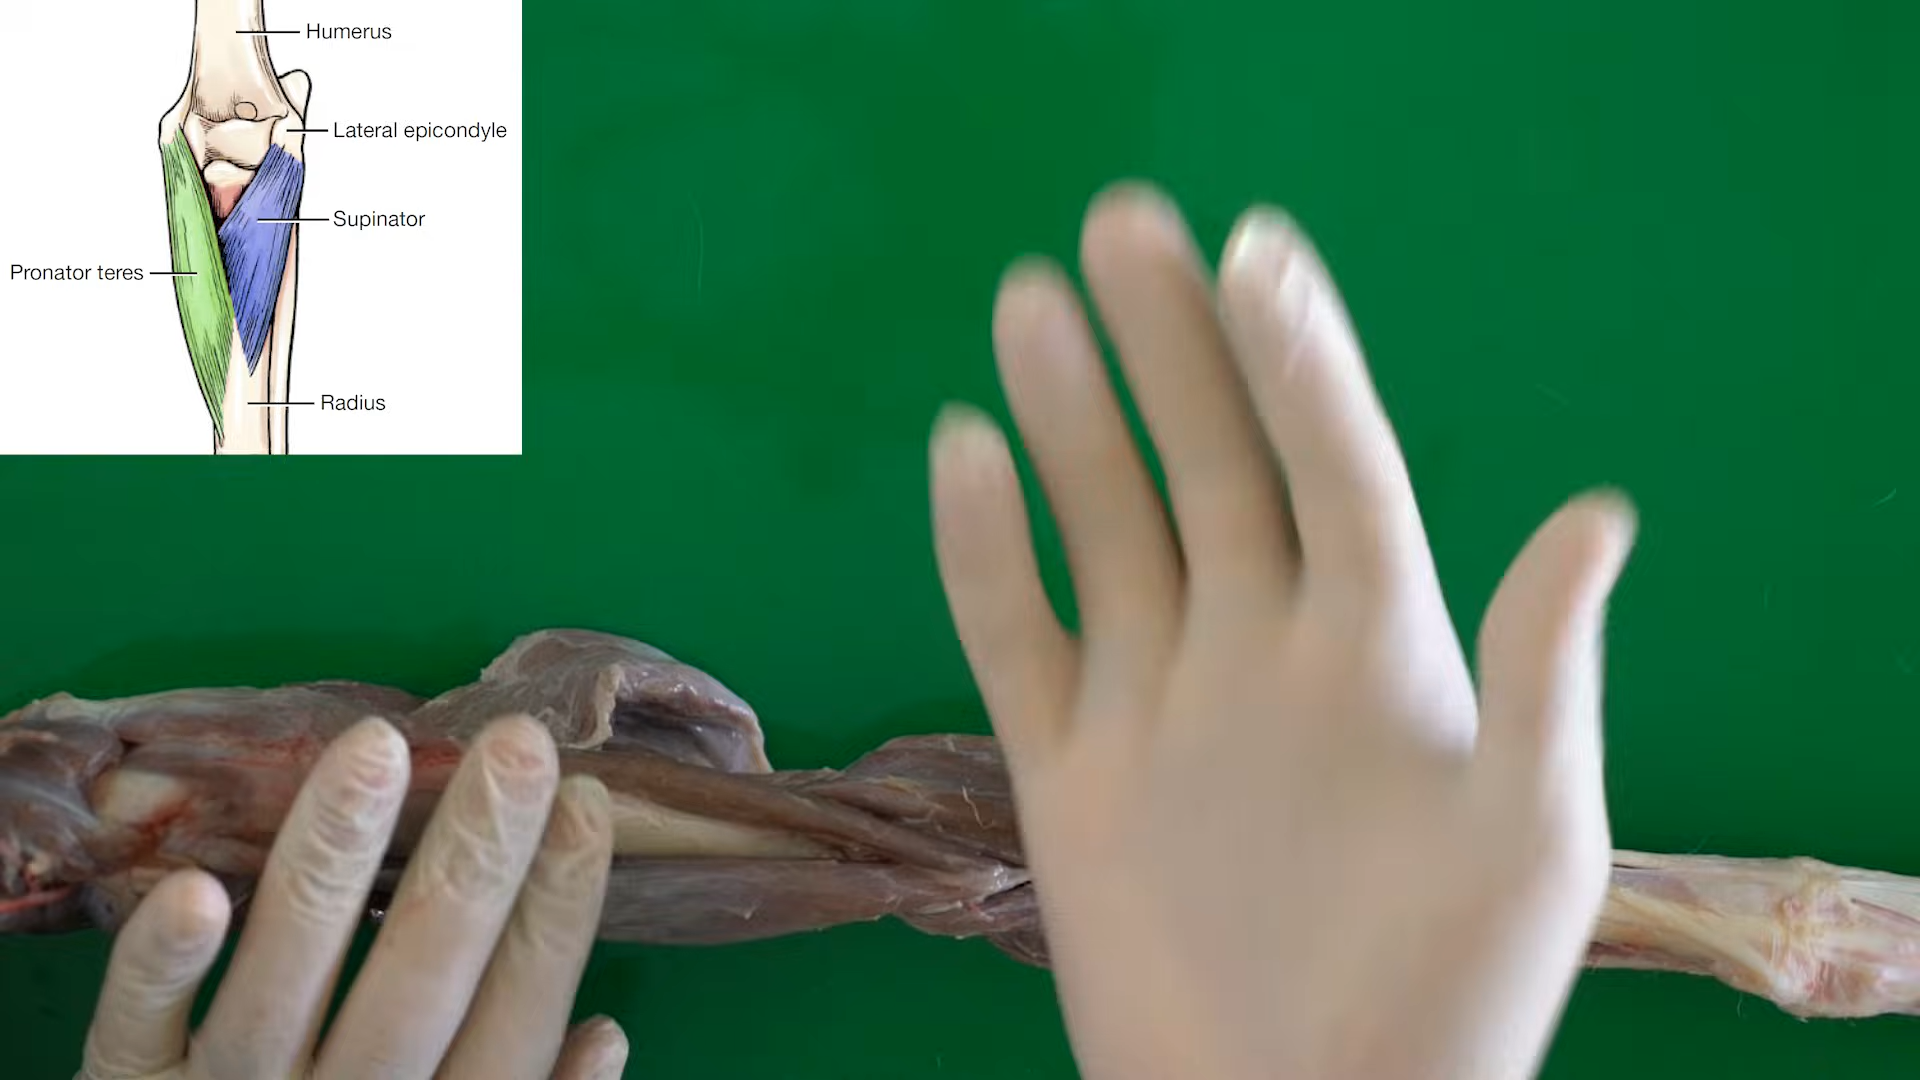 Humerus
Lateral epicondyle
Supinator
Pronator teres
Radius